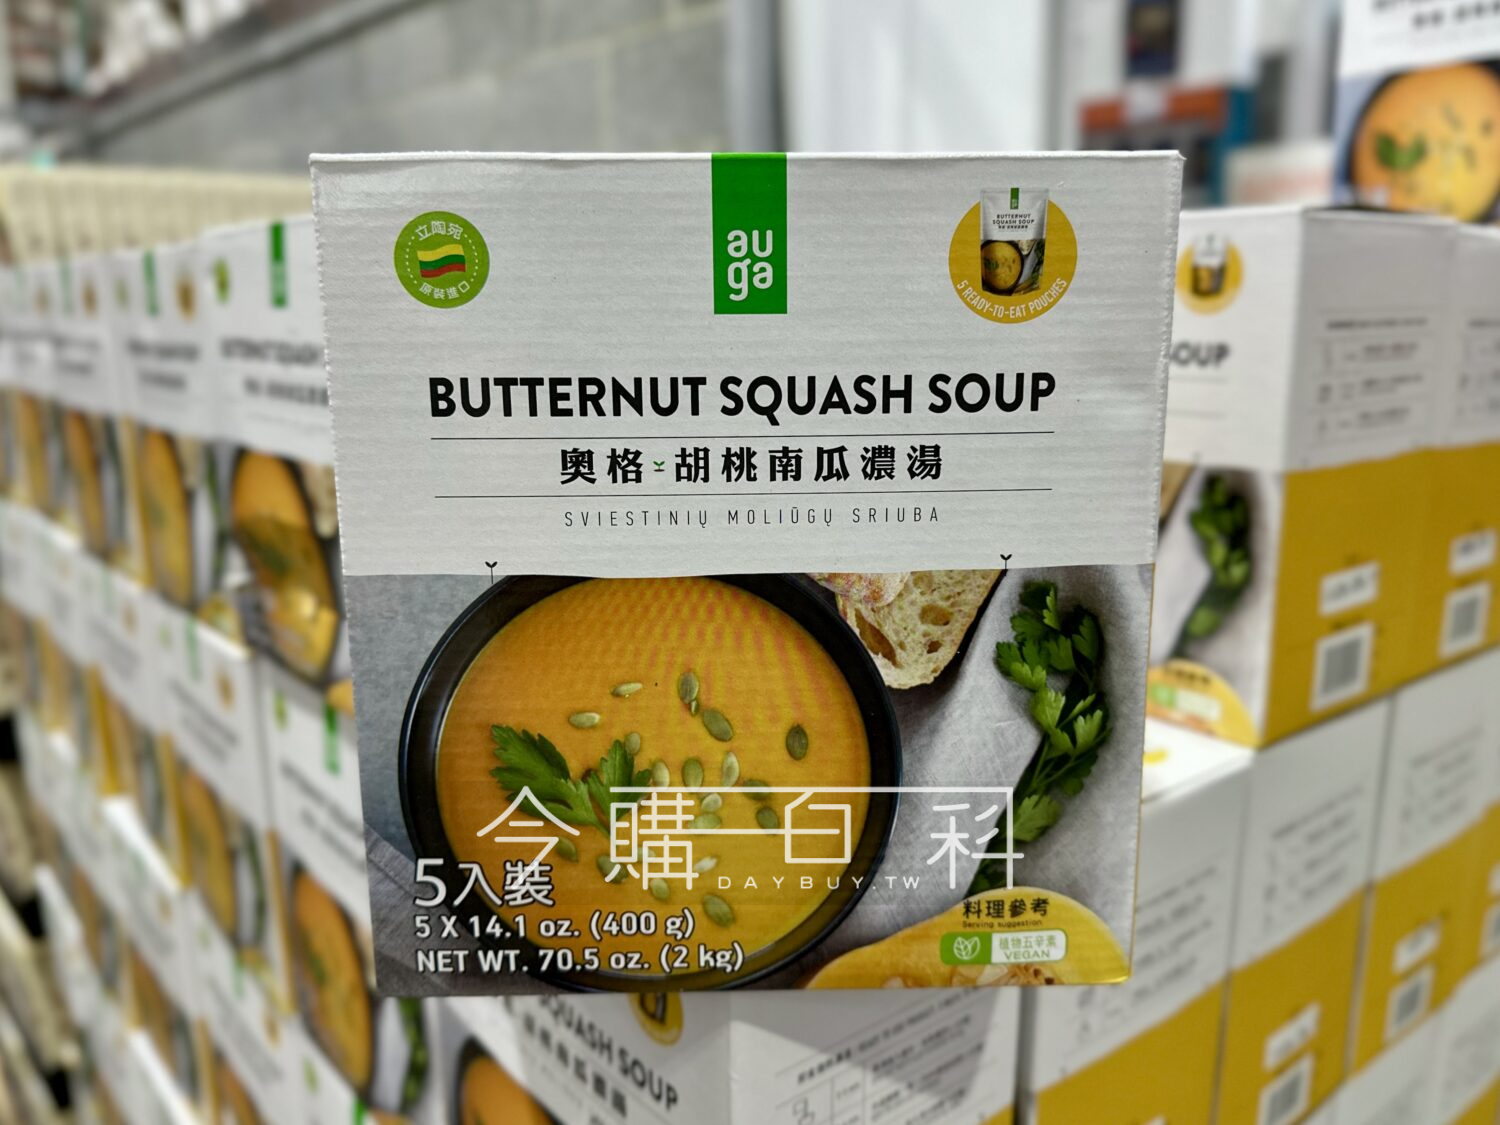 立陶宛
原裝進口
au
ga
BUTTERNUT
SQUASH SOUP
5 READY-TO-EAT POUCHES
BUTTERNUT SQUASH SOUP
奧格 胡桃南瓜濃湯
SVIESTINIŲ MOLIŪGŲ SRIUBA
SOUP
今購百科
DAYBUY.TW
5入裝
5 X 14.1 oz. (400 g)
NET WT. 70.5 oz. (2 kg)
料理參考
Serving suggestion
植物五辛素
VEGAN
SQUASH SOUP